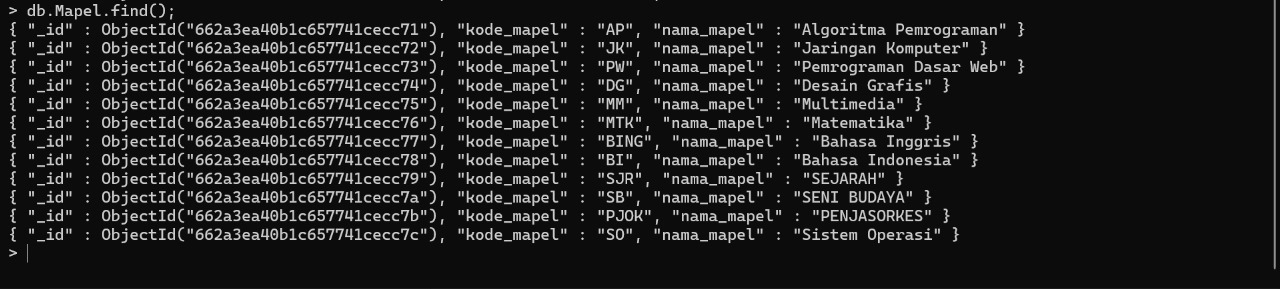 > db.Mapel.find();
{ "_id" : ObjectId("662a3ea40b1c657741cecc71"), "kode_mapel" : "AP", "nama_mapel" : "Algoritma Pemrograman" }
{ "_id" : ObjectId("662a3ea40b1c657741cecc72"), "kode_mapel" : "JK", "nama_mapel" : "Jaringan Komputer" }
{ "_id" : ObjectId("662a3ea40b1c657741cecc73"), "kode_mapel" : "PW", "nama_mapel" : "Pemrograman Dasar Web" }
{ "_id" : ObjectId("662a3ea40b1c657741cecc74"), "kode_mapel" : "DG", "nama_mapel" : "Desain Grafis" }
{ "_id" : ObjectId("662a3ea40b1c657741cecc75"), "kode_mapel" : "MM", "nama_mapel" : "Multimedia" }
{ "_id" : ObjectId("662a3ea40b1c657741cecc76"), "kode_mapel" : "MTK", "nama_mapel" : "Matematika" }
{ "_id" : ObjectId("662a3ea40b1c657741cecc77"), "kode_mapel" : "BING", "nama_mapel" : "Bahasa Inggris" }
{ "_id" : ObjectId("662a3ea40b1c657741cecc78"), "kode_mapel" : "BI", "nama_mapel" : "Bahasa Indonesia" }
{ "_id" : ObjectId("662a3ea40b1c657741cecc79"), "kode_mapel" : "SJR", "nama_mapel" : "SEJARAH" }
{ "_id" : ObjectId("662a3ea40b1c657741cecc7a"), "kode_mapel" : "SB", "nama_mapel" : "SENI BUDAYA" }
{ "_id" : ObjectId("662a3ea40b1c657741cecc7b"), "kode_mapel" : "PJOK", "nama_mapel" : "PENJASORKES" }
{ "_id" : ObjectId("662a3ea40b1c657741cecc7c"), "kode_mapel" : "SO", "nama_mapel" : "Sistem Operasi" }
>